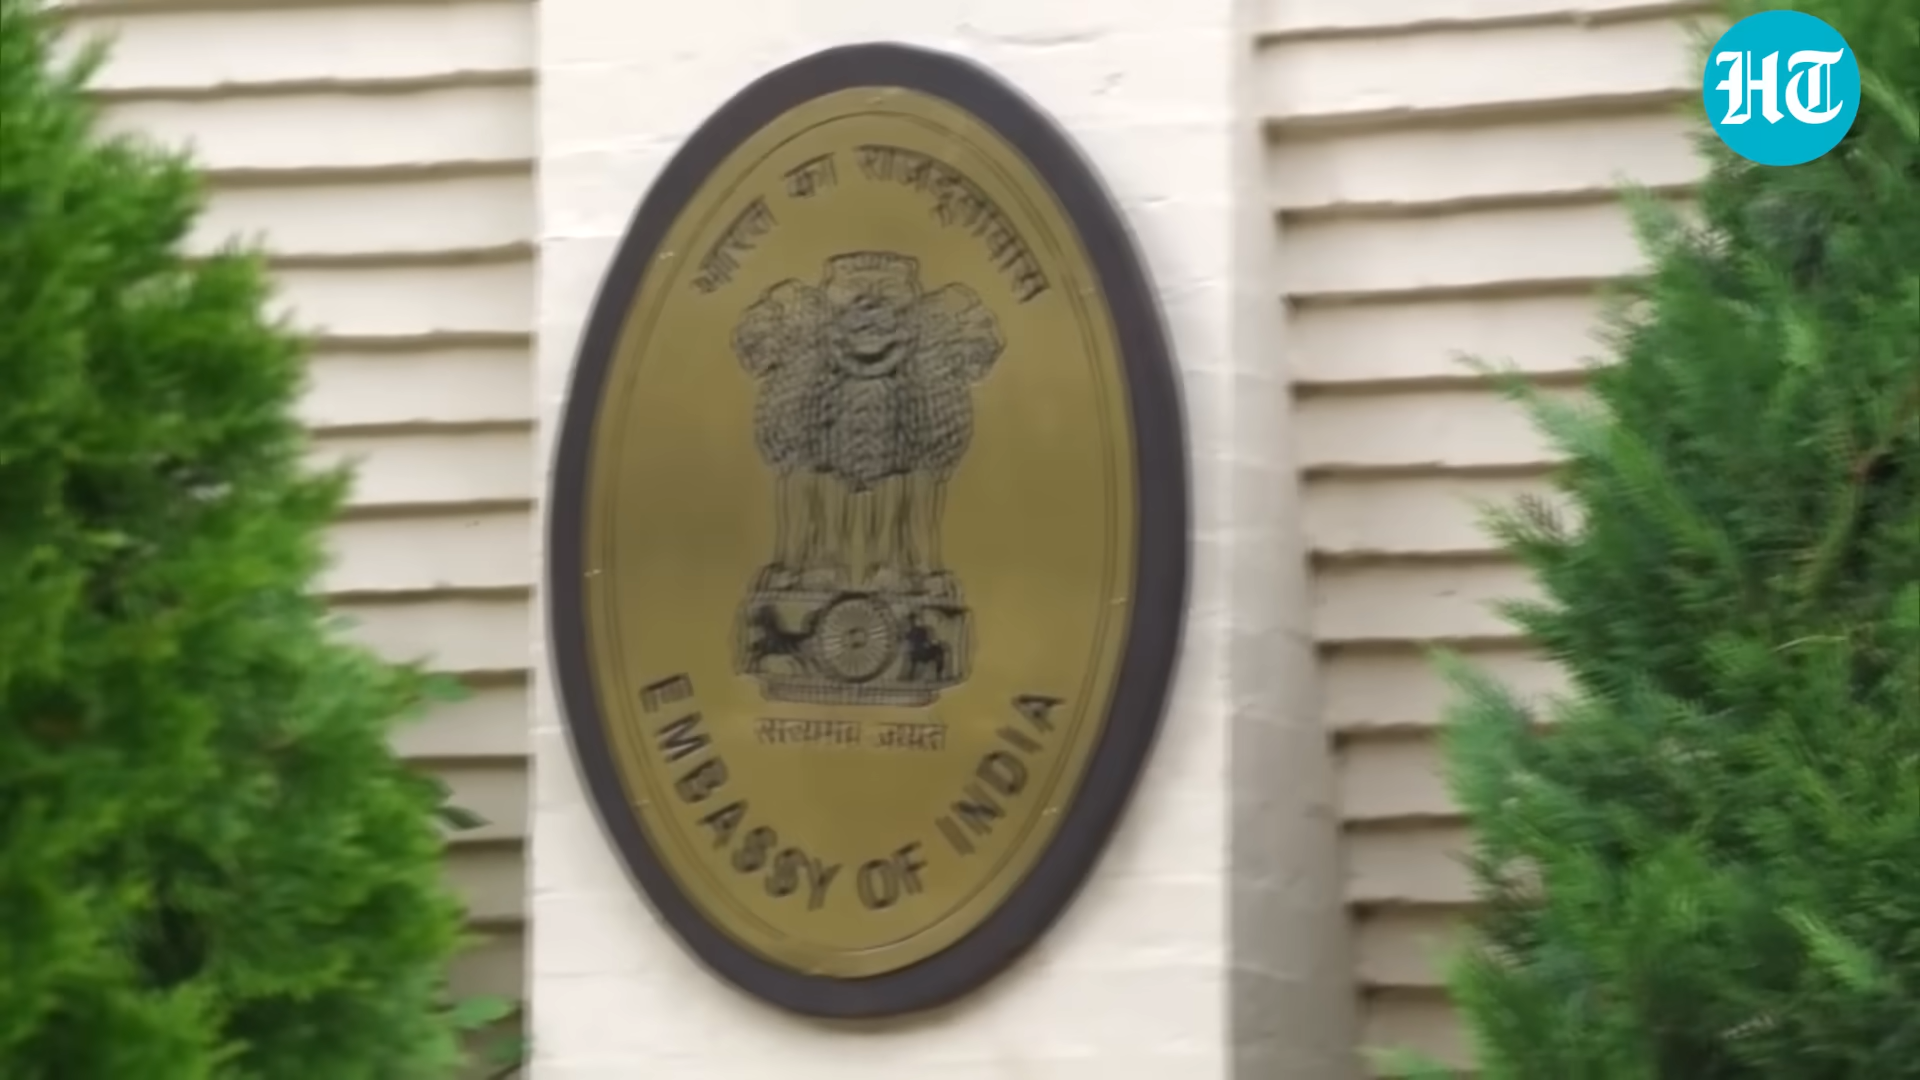 HT
भारत का राजदूतावास
सत्यमेव जयते
EMBASSY OF INDIA